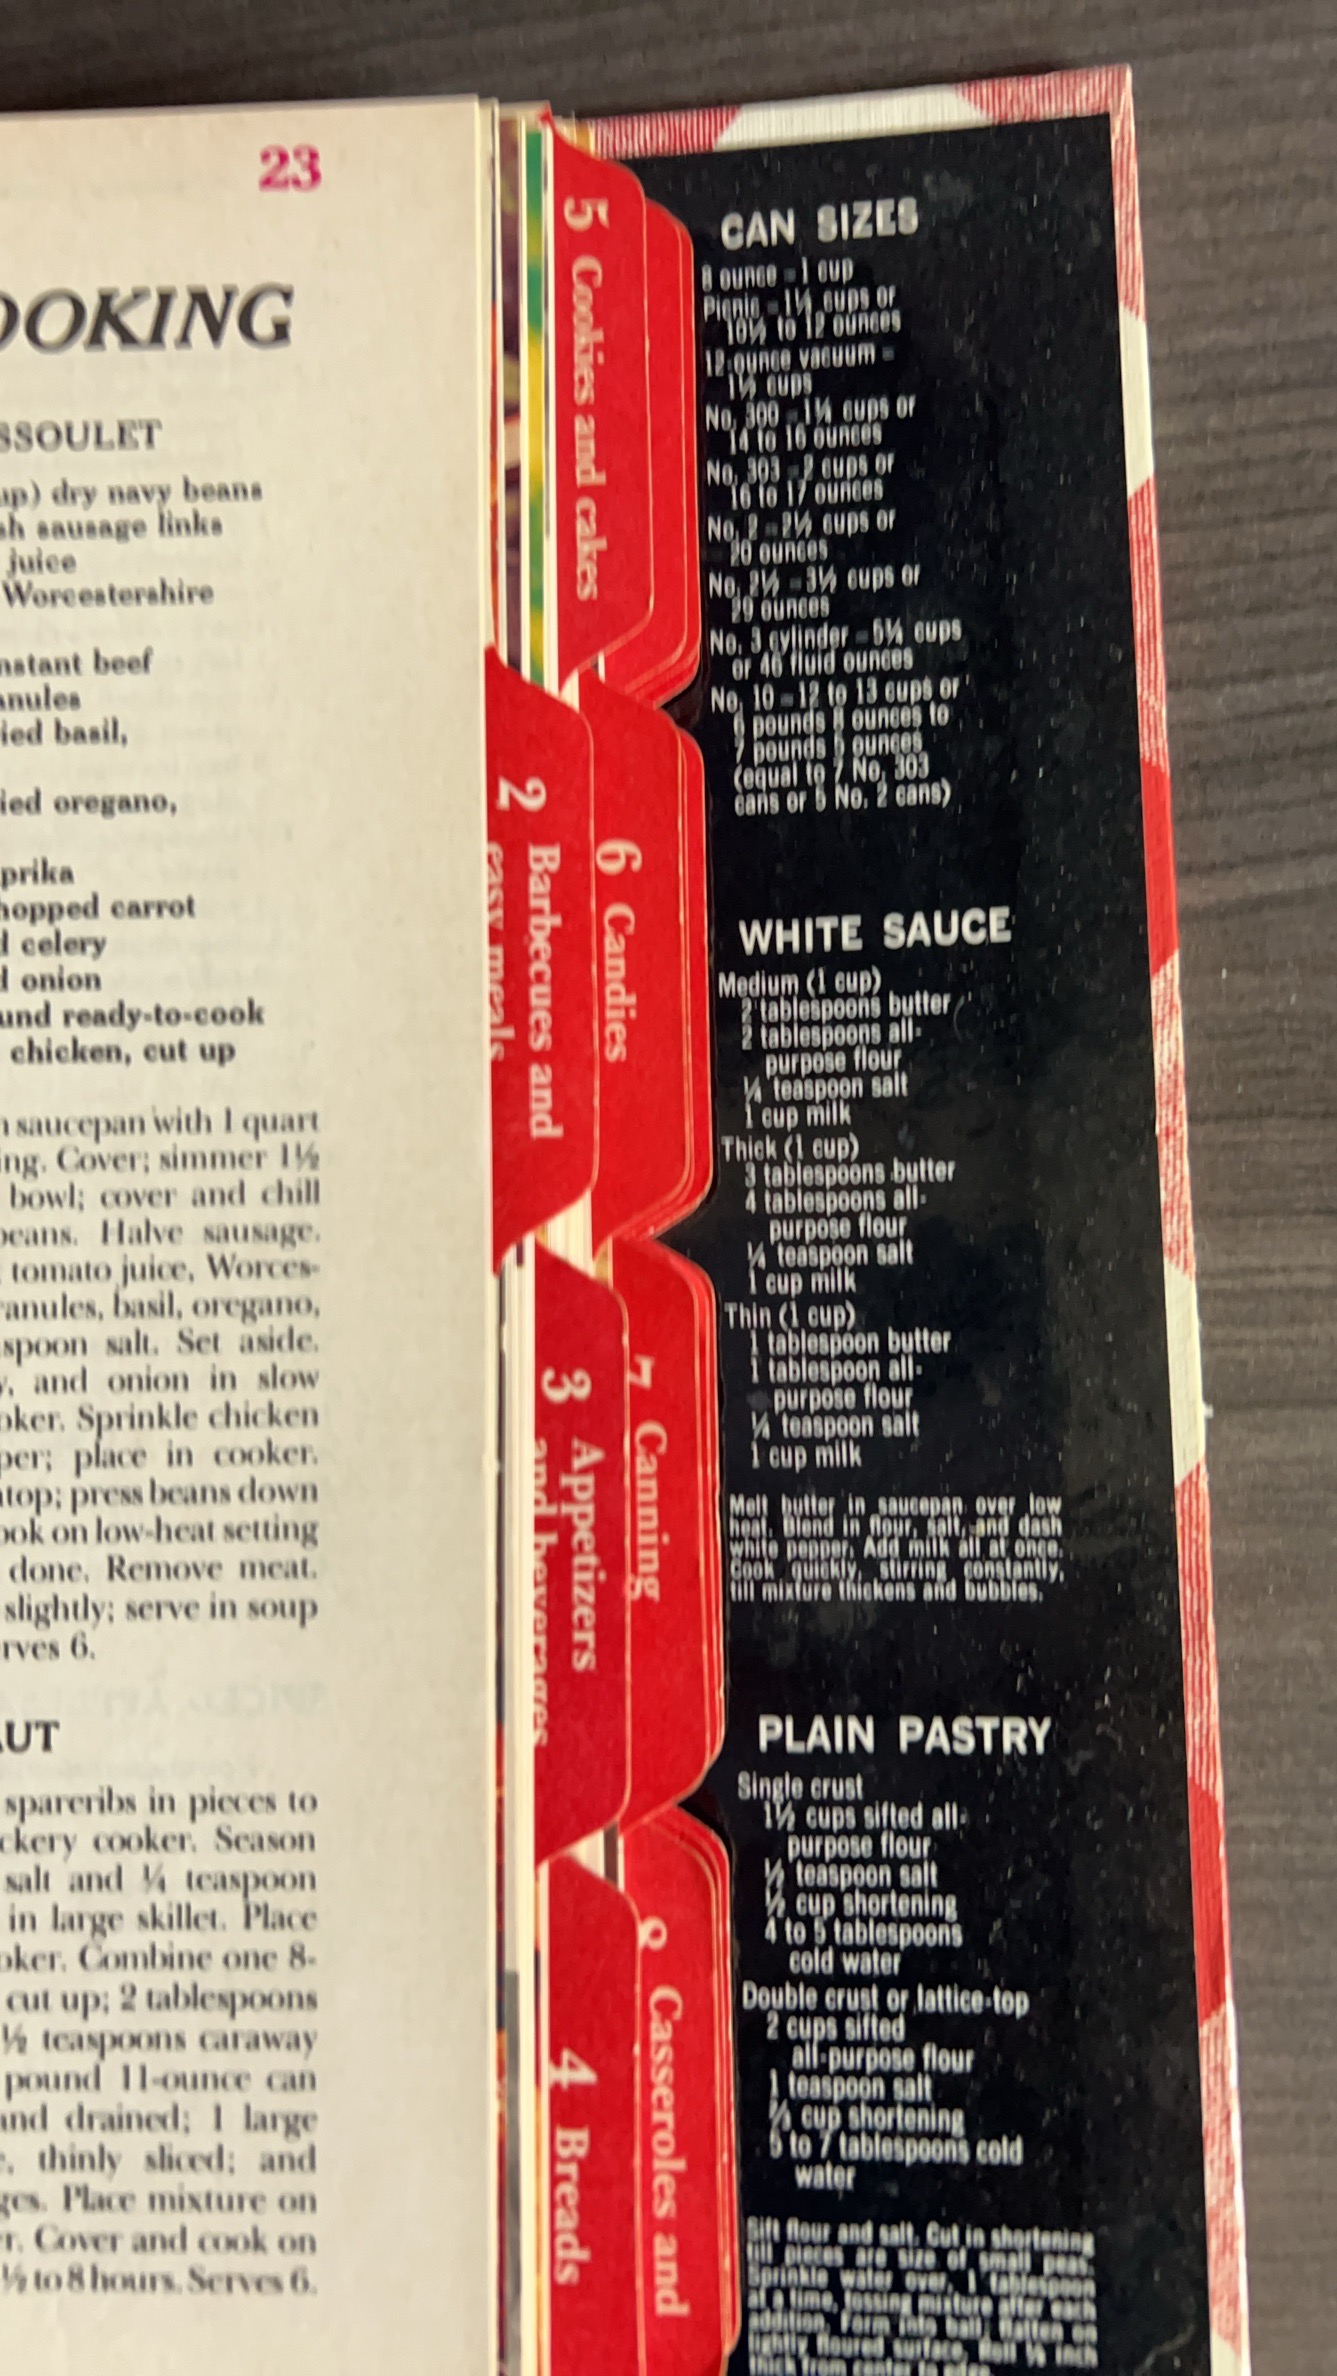 23
OOKING
SSOULET
up) dry navy beans
sh sausage links
juice
Worcestershire
nstant beef
anules
ied basil,
ied oregano,
prika
hopped carrot
d celery
d onion
und ready-to-cook
chicken, cut up
n saucepan with 1 quart
ing. Cover; simmer 1½
bowl; cover and chill
beans. Halve sausage.
tomato juice, Worces-
ranules, basil, oregano,
spoon salt. Set aside.
y, and onion in slow
oker. Sprinkle chicken
per; place in cooker.
atop; press beans down
ook on low-heat setting
done. Remove meat.
slightly; serve in soup
rves 6.
AUT
spareribs in pieces to
ckery cooker. Season
salt and ¼ teaspoon
in large skillet. Place
oker. Combine one 8-
cut up; 2 tablespoons
½ teaspoons caraway
pound 11-ounce can
and drained; 1 large
thinly sliced; and
ges. Place mixture on
er. Cover and cook on
½ to 8 hours. Serves 6.
5 Cookies and cakes
2 Barbecues and
easy meals
6 Candies
3 Appetizers
and beverages
7 Canning
4 Breads
8 Casseroles and
CAN SIZES
8 ounce = 1 cup
Picnic = 1¼ cups or
10½ to 12 ounces
12-ounce vacuum =
1½ cups
No. 300 = 1¾ cups or
14 to 16 ounces
No. 303 = 2 cups or
16 to 17 ounces
No. 2 = 2½ cups or
20 ounces
No. 2½ = 3½ cups or
29 ounces
No. 3 cylinder = 5¾ cups
or 46 fluid ounces
No. 10 = 12 to 13 cups or
pounds 8 ounces to
7 pounds ounces
(equal to 7 No. 303
cans or 5 No. 2 cans)
WHITE SAUCE
Medium (1 cup)
2 tablespoons butter
2 tablespoons all-
purpose flour
¼ teaspoon salt
1 cup milk
Thick (1 cup)
3 tablespoons butter
4 tablespoons all-
purpose flour
¼ teaspoon salt
1 cup milk
Thin (1 cup)
1 tablespoon butter
1 tablespoon all-
purpose flour
¼ teaspoon salt
1 cup milk
Melt butter in saucepan over low
heat. Blend in flour, salt, and dash
white pepper. Add milk all at once.
Cook quickly, stirring constantly,
till mixture thickens and bubbles.
PLAIN PASTRY
Single crust
1½ cups sifted all-
purpose flour
½ teaspoon salt
½ cup shortening
4 to 5 tablespoons
cold water
Double crust or lattice-top
2 cups sifted
all-purpose flour
1 teaspoon salt
⅔ cup shortening
5 to 7 tablespoons cold
water
Sift flour and salt. Cut in shortening
till pieces are size of small peas.
Sprinkle water over, 1 tablespoon
at a time, tossing mixture after each
addition. Form into ball; flatten on
lightly floured surface. Roll ⅛ inch
thick from center to edge.